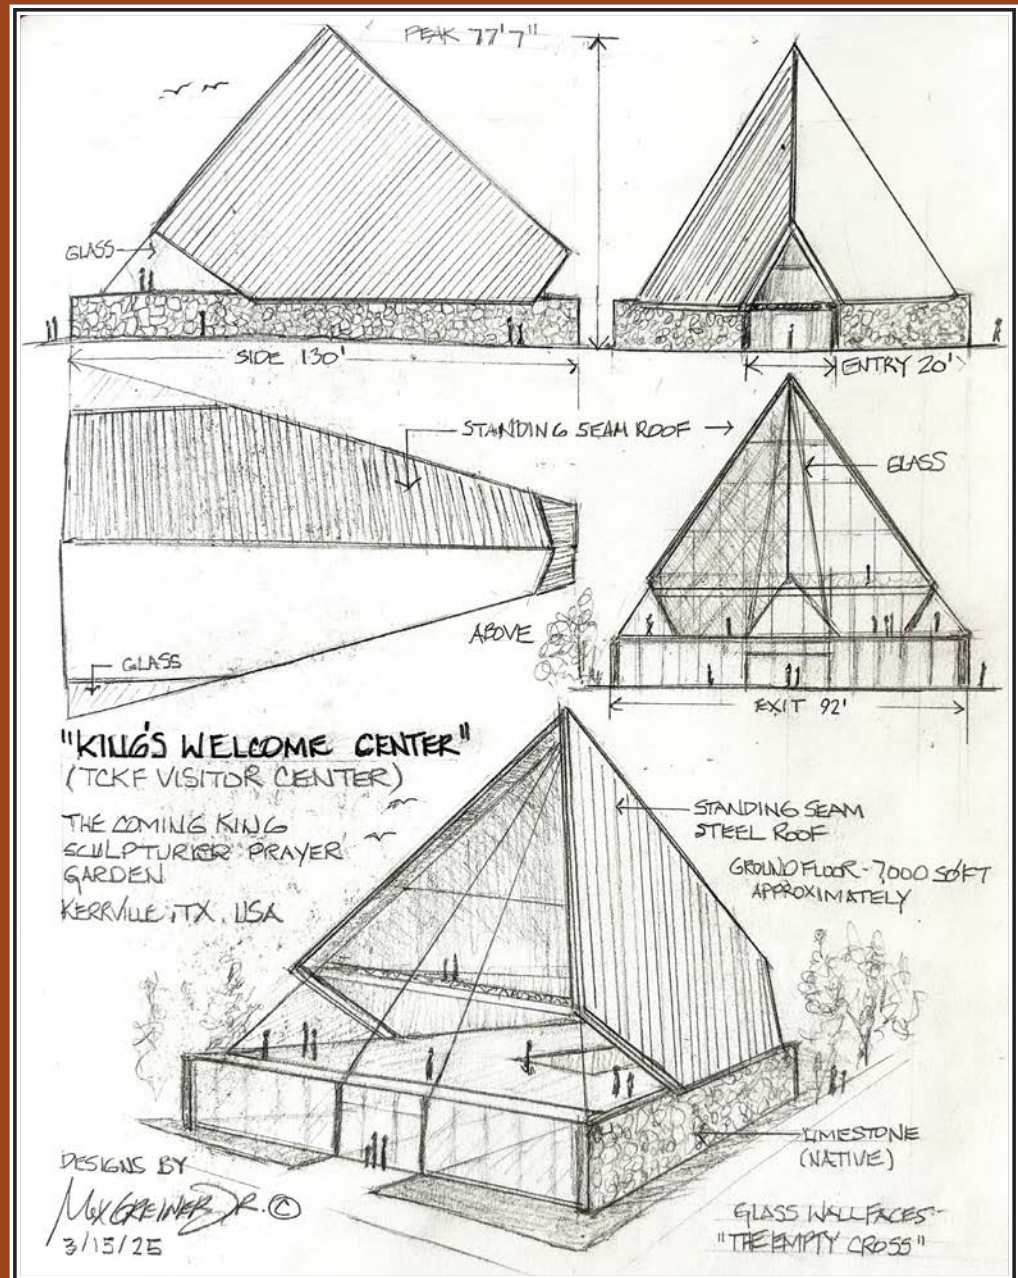 PEAK 77'7"
GLASS
SIDE 130'
ENTRY 20'
STANDING SEAM ROOF
GLASS
ABOVE
GLASS
EXIT 92'
"KING'S WELCOME CENTER"
(TCKF VISITOR CENTER)
THE COMING KING
SCULPTURE PRAYER
GARDEN
KERRVILLE, TX. USA
STANDING SEAM
STEEL ROOF
GROUND FLOOR - 7,000 SQ FT
APPROXIMATELY
LIMESTONE
(NATIVE)
DESIGNS BY
Max GREINER JR. ©
3/15/25
GLASS WALL FACES-
"THE EMPTY CROSS"